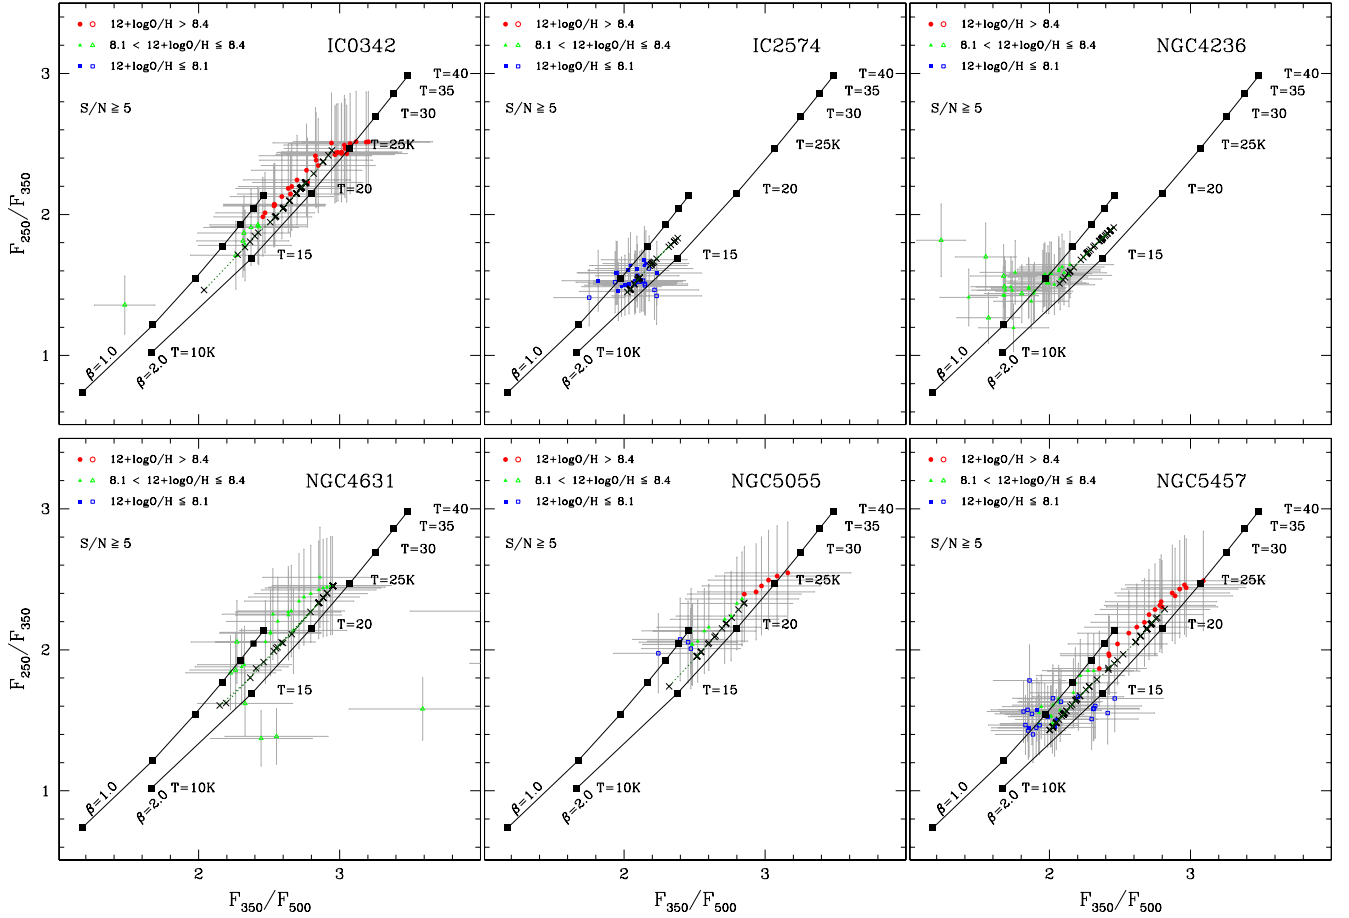 12+logO/H > 8.4
8.1 < 12+logO/H ≦ 8.4
12+logO/H ≦ 8.1
IC0342
S/N ≧ 5
T=40
T=35
T=30
T=25K
T=20
T=15
T=10K
β=1.0
β=2.0
12+logO/H > 8.4
8.1 < 12+logO/H ≦ 8.4
12+logO/H ≦ 8.1
IC2574
S/N ≧ 5
T=40
T=35
T=30
T=25K
T=20
T=15
T=10K
β=1.0
β=2.0
12+logO/H > 8.4
8.1 < 12+logO/H ≦ 8.4
12+logO/H ≦ 8.1
NGC4236
S/N ≧ 5
T=40
T=35
T=30
T=25K
T=20
T=15
T=10K
β=1.0
β=2.0
3
2
1
F250/F350
2
3
2
3
2
3
12+logO/H > 8.4
8.1 < 12+logO/H ≦ 8.4
12+logO/H ≦ 8.1
NGC4631
S/N ≧ 5
T=40
T=35
T=30
T=25K
T=20
T=15
T=10K
β=1.0
β=2.0
12+logO/H > 8.4
8.1 < 12+logO/H ≦ 8.4
12+logO/H ≦ 8.1
NGC5055
S/N ≧ 5
T=40
T=35
T=30
T=25K
T=20
T=15
T=10K
β=1.0
β=2.0
12+logO/H > 8.4
8.1 < 12+logO/H ≦ 8.4
12+logO/H ≦ 8.1
NGC5457
S/N ≧ 5
T=40
T=35
T=30
T=25K
T=20
T=15
T=10K
β=1.0
β=2.0
3
2
1
F250/F350
2
3
2
3
2
3
F350/F500
F350/F500
F350/F500